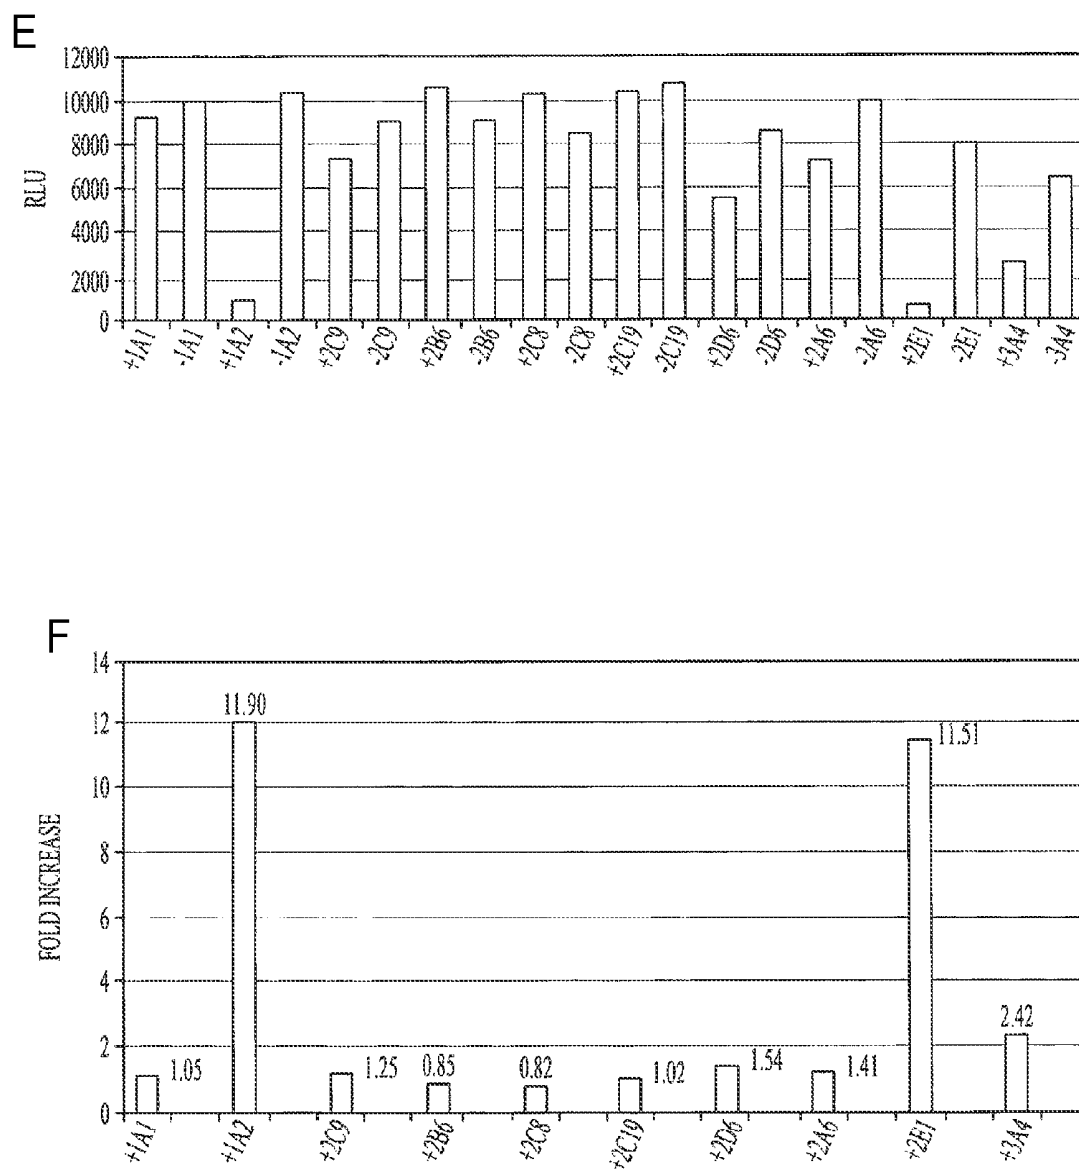 E
12000
10000
8000
6000
4000
2000
0
RLU
+1A1 -1A1 +1A2 -1A2 +2C9 -2C9 +2B6 -2B6 +2C8 -2C8 +2C19 -2C19 +2D6 -2D6 +2A6 -2A6 +2E1 -2E1 +3A4 -3A4
F
14
12
10
8
6
4
2
0
FOLD INCREASE
1.05 11.90 1.25 0.85 0.82 1.02 1.54 1.41 11.51 2.42
+1A1 +1A2 +2C9 +2B6 +2C8 +2C19 +2D6 +2A6 +2E1 +3A4